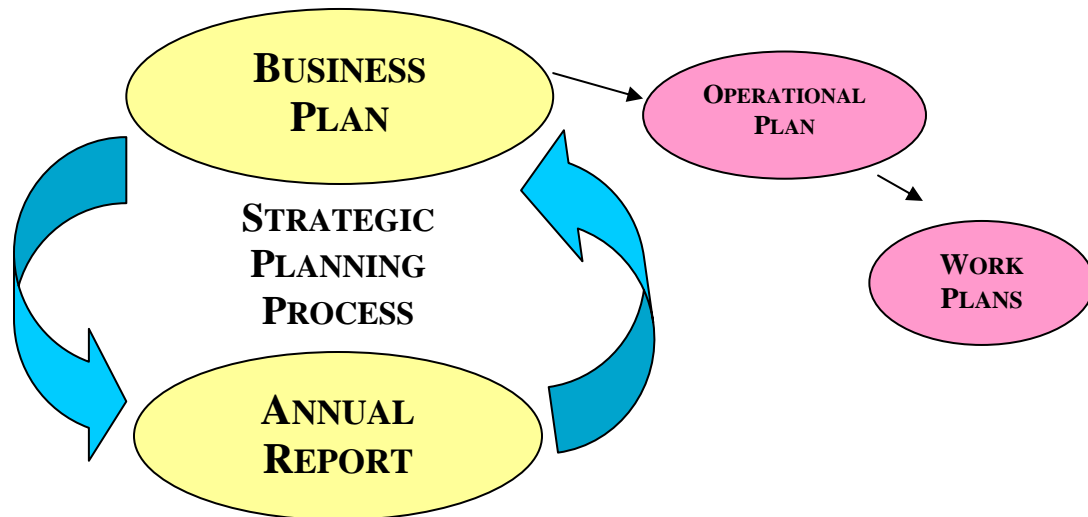 BUSINESS
PLAN
OPERATIONAL
PLAN
STRATEGIC
PLANNING
PROCESS
WORK
PLANS
ANNUAL
REPORT